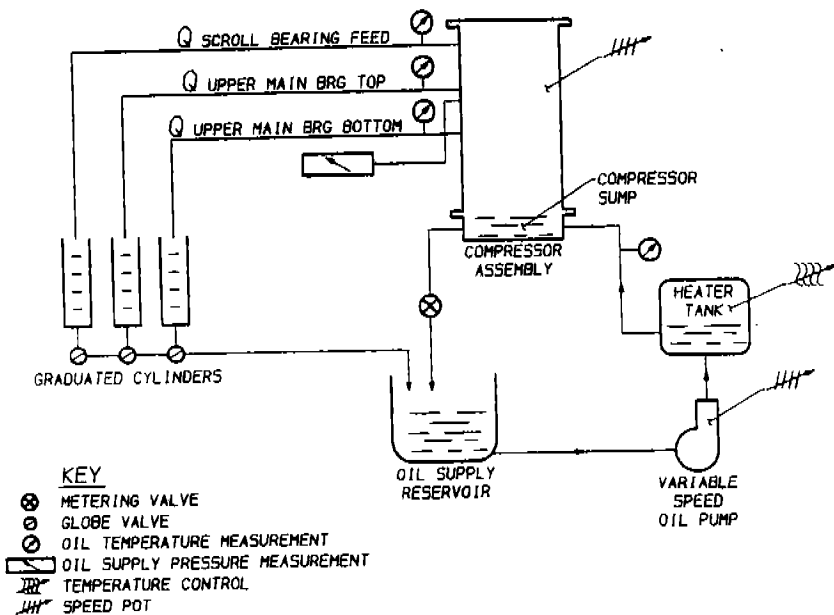 Q SCROLL BEARING FEED
Q UPPER MAIN BRG TOP
Q UPPER MAIN BRG BOTTOM
COMPRESSOR
SUMP
COMPRESSOR
ASSEMBLY
HEATER
TANK
GRADUATED CYLINDERS
OIL SUPPLY
RESERVOIR
VARIABLE
SPEED
OIL PUMP
KEY
METERING VALVE
GLOBE VALVE
OIL TEMPERATURE MEASUREMENT
OIL SUPPLY PRESSURE MEASUREMENT
TEMPERATURE CONTROL
SPEED POT